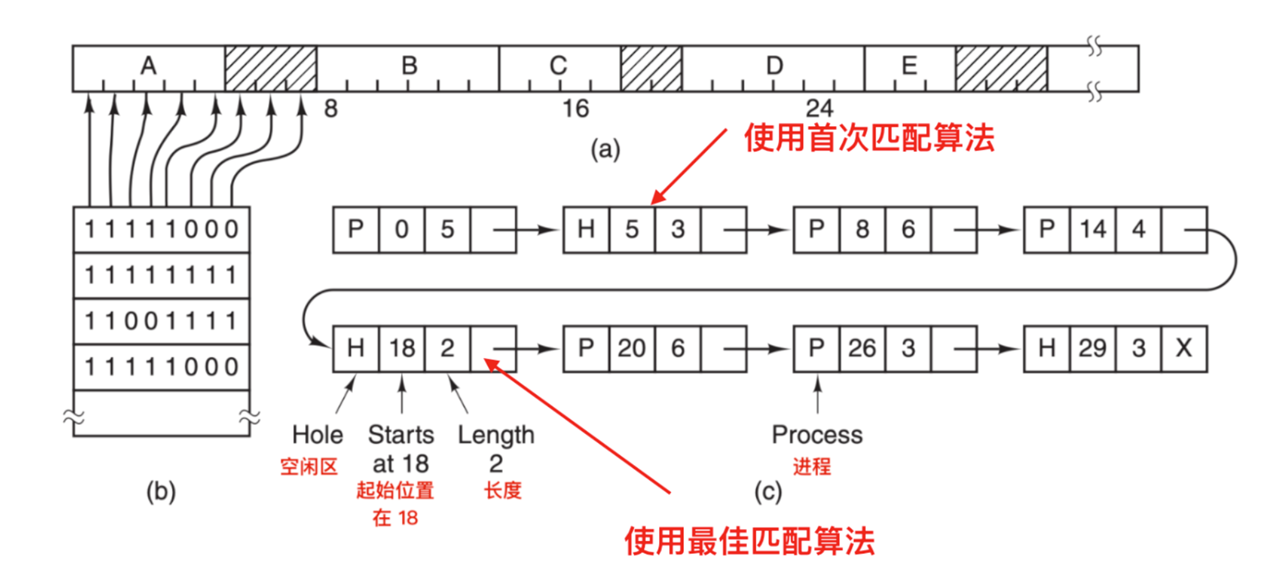 A B C D E
8 16 24
(a)
使用首次匹配算法
1 1 1 1 1 0 0 0
1 1 1 1 1 1 1 1
1 1 0 0 1 1 1 1
1 1 1 1 1 0 0 0
(b)
P 0 5
H 5 3
P 8 6
P 14 4
H 18 2
P 20 6
P 26 3
H 29 3 X
Hole
空闲区
Starts
at 18
起始位置
在 18
Length
2
长度
Process
进程
(c)
使用最佳匹配算法